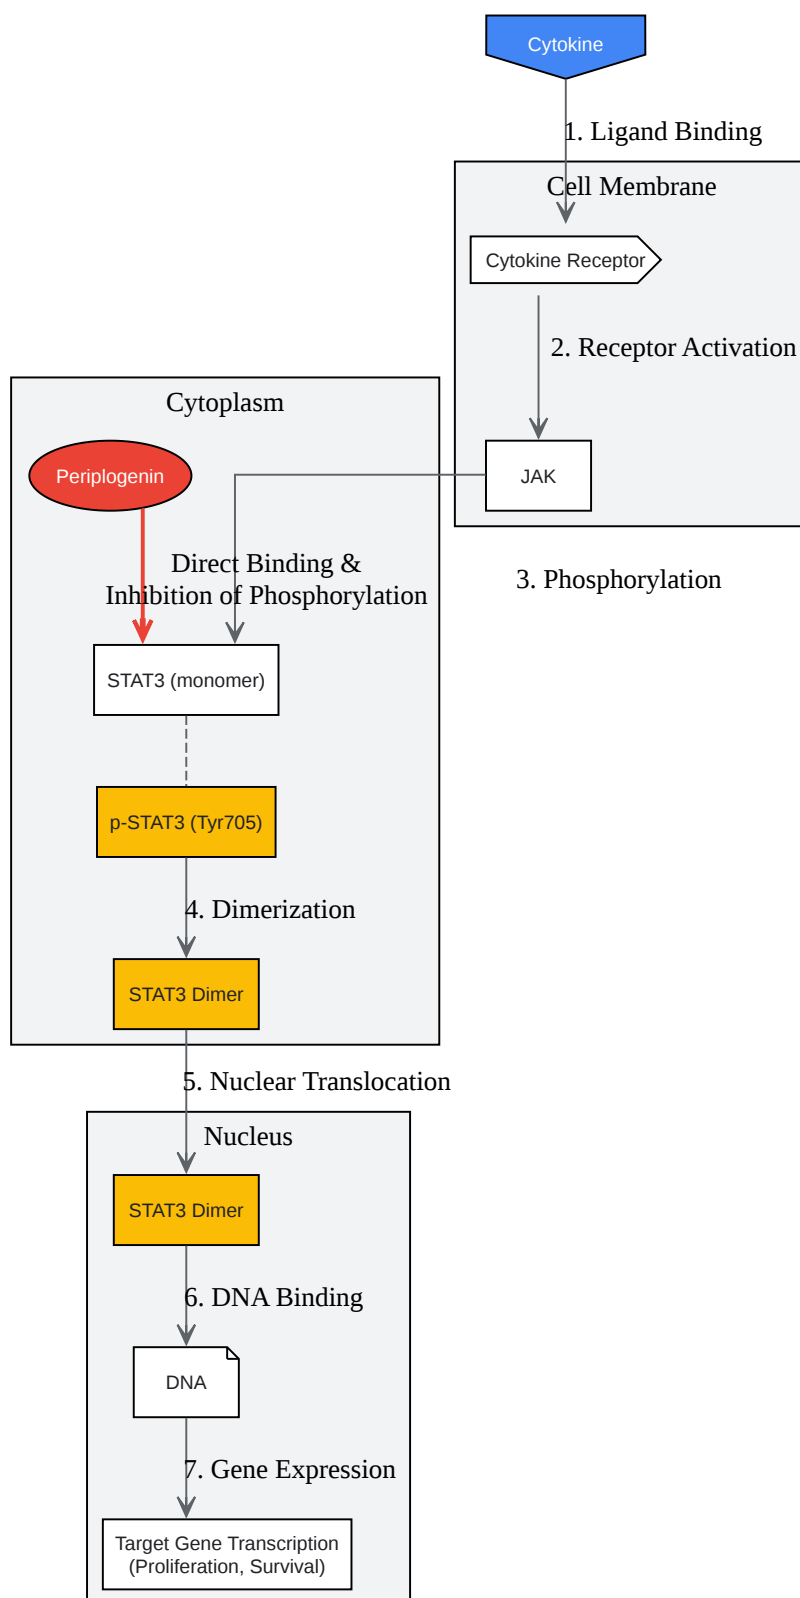 Cytokine
1. Ligand Binding
Cell Membrane
Cytokine Receptor
2. Receptor Activation
Cytoplasm
Periplogenin
JAK
Direct Binding &
Inhibition of Phosphorylation
3. Phosphorylation
STAT3 (monomer)
p-STAT3 (Tyr705)
4. Dimerization
STAT3 Dimer
5. Nuclear Translocation
Nucleus
STAT3 Dimer
6. DNA Binding
DNA
7. Gene Expression
Target Gene Transcription
(Proliferation, Survival)